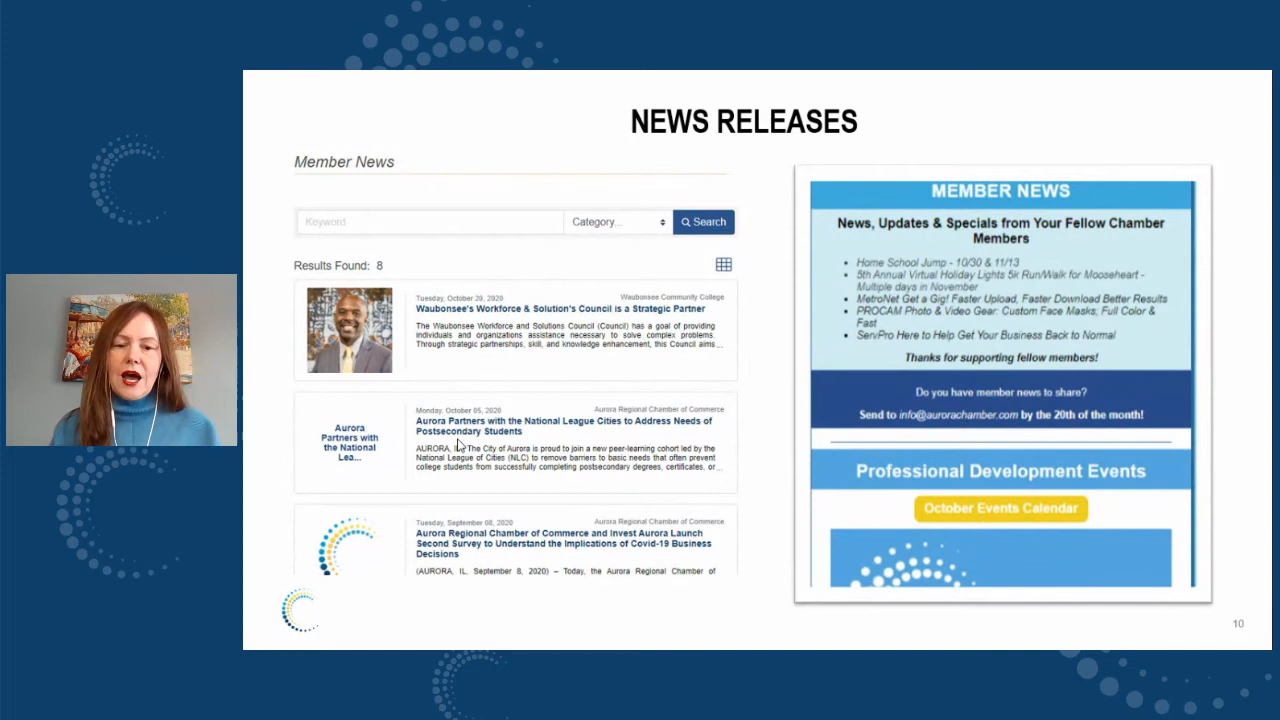 NEWS RELEASES
Member News
Keyword
Category...
Search
Results Found: 8
Tuesday, October 20, 2020
Waubonsee Community College
Waubonsee's Workforce & Solution's Council is a Strategic Partner
The Waubonsee Workforce and Solutions Council (Council) has a goal of providing
individuals and organizations assistance necessary to solve complex problems.
Through strategic partnerships, skill, and knowledge enhancement, this Council aims...
Aurora
Partners with
the National
Lea...
Monday, October 05, 2020
Aurora Regional Chamber of Commerce
Aurora Partners with the National League Cities to Address Needs of
Postsecondary Students
AURORA, The City of Aurora is proud to join a new peer-learning cohort led by the
National League of Cities (NLC) to remove barriers to basic needs that often prevent
college students from successfully completing postsecondary degrees, certificates, or...
Tuesday, September 08, 2020
Aurora Regional Chamber of Commerce
Aurora Regional Chamber of Commerce and Invest Aurora Launch
Second Survey to Understand the Implications of Covid-19 Business
Decisions
(AURORA, IL, September 8, 2020) – Today, the Aurora Regional Chamber of
MEMBER NEWS
News, Updates & Specials from Your Fellow Chamber
Members
• Home School Jump - 10/30 & 11/13
• 5th Annual Virtual Holiday Lights 5k Run/Walk for Mooseheart -
Multiple days in November
• MetroNet Get a Gig! Faster Upload, Faster Download Better Results
• PROCAM Photo & Video Gear: Custom Face Masks; Full Color &
Fast
• ServPro Here to Help Get Your Business Back to Normal
Thanks for supporting fellow members!
Do you have member news to share?
Send to info@aurorachamber.com by the 20th of the month!
Professional Development Events
October Events Calendar
10